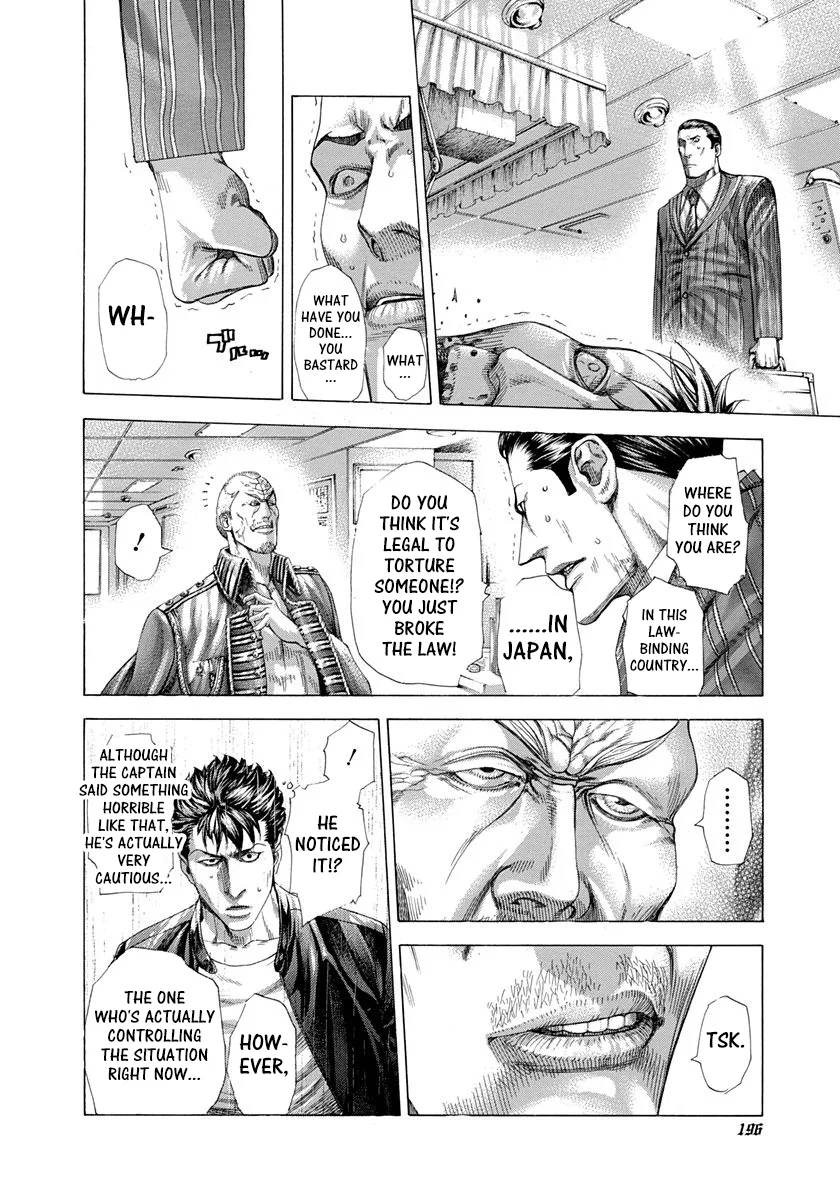 WHAT
...
WHAT
HAVE YOU
DONE...
YOU
BASTARD
...
WH-
グ
ル...
WHERE
DO YOU
THINK
YOU ARE?
IN THIS
LAW-
BINDING
COUNTRY...
......IN
JAPAN,
DO YOU
THINK IT'S
LEGAL TO
TORTURE
SOMEONE!?
YOU JUST
BROKE
THE LAW!
!
........
TSK.
!
HE
NOTICED
IT!?
ALTHOUGH
THE CAPTAIN
SAID SOMETHING
HORRIBLE
LIKE THAT,
HE'S ACTUALLY
VERY
CAUTIOUS...
HOW-
EVER,
THE ONE
WHO'S ACTUALLY
CONTROLLING
THE SITUATION
RIGHT NOW...
196